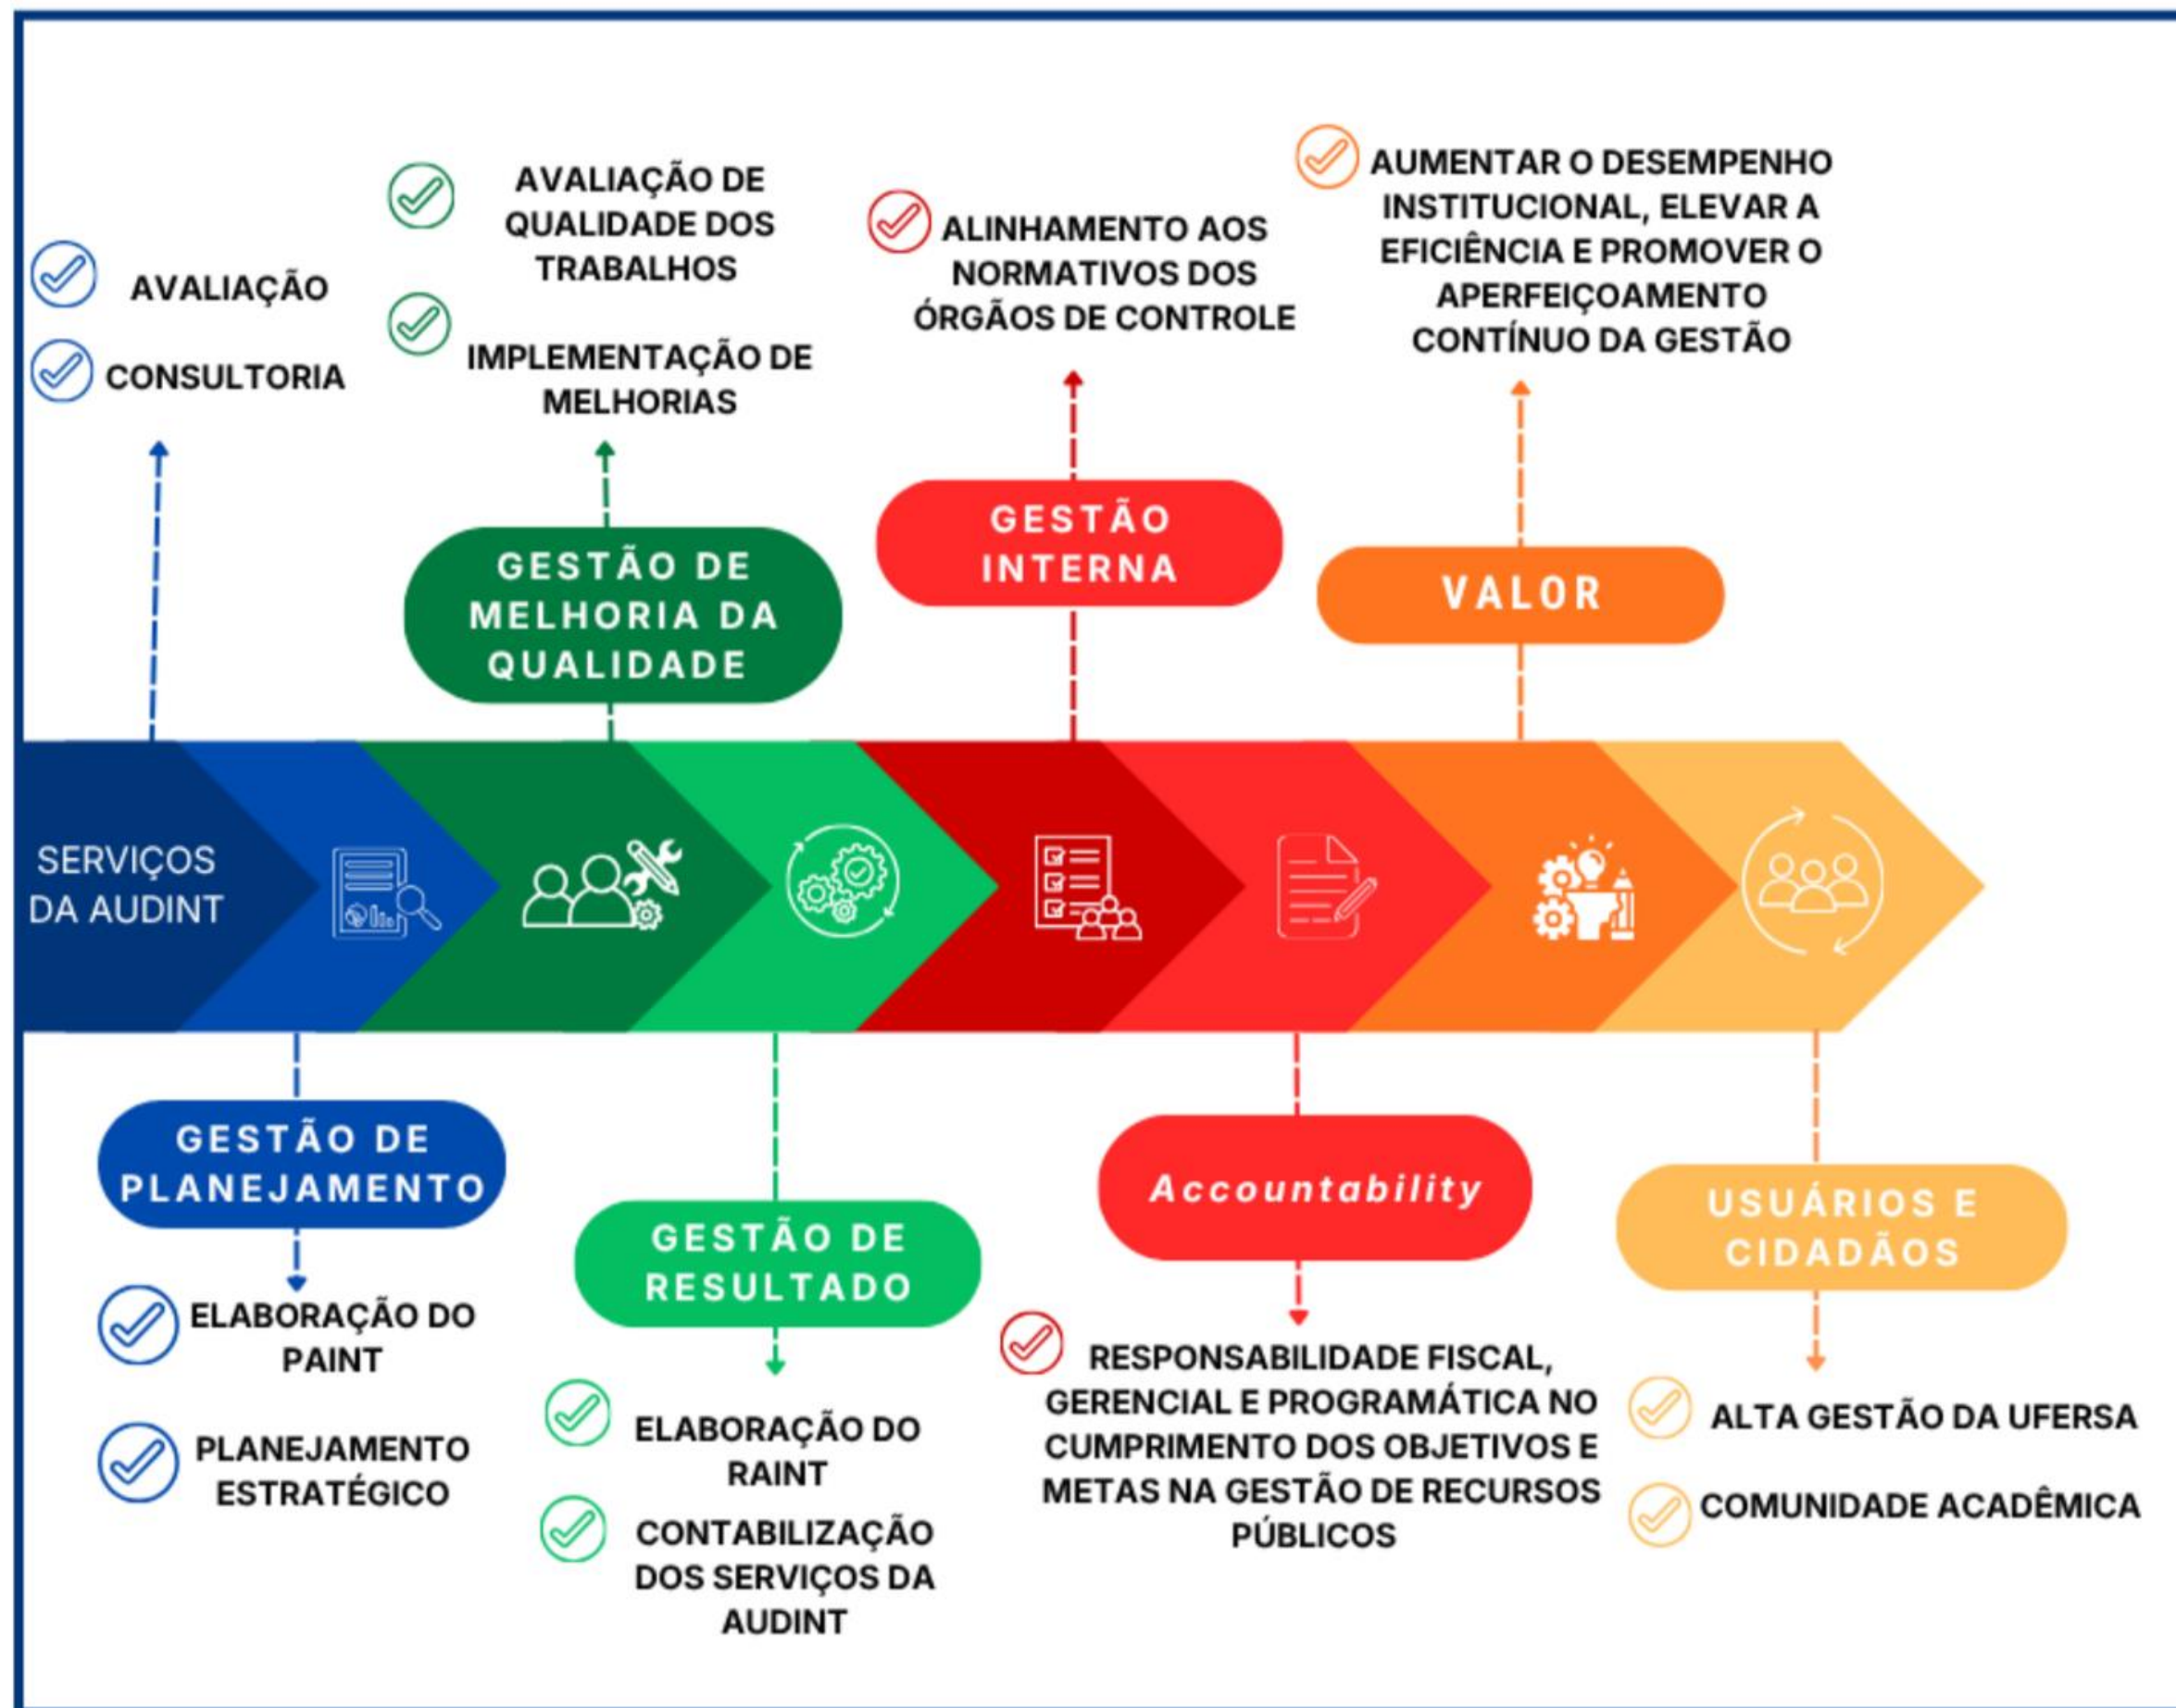 AVALIAÇÃO
CONSULTORIA
AVALIAÇÃO DE
QUALIDADE DOS
TRABALHOS
IMPLEMENTAÇÃO DE
MELHORIAS
ALINHAMENTO AOS
NORMATIVOS DOS
ÓRGÃOS DE CONTROLE
AUMENTAR O DESEMPENHO
INSTITUCIONAL, ELEVAR A
EFICIÊNCIA E PROMOVER O
APERFEIÇOAMENTO
CONTÍNUO DA GESTÃO
GESTÃO DE
MELHORIA DA
QUALIDADE
GESTÃO
INTERNA
VALOR
SERVIÇOS
DA AUDINT
GESTÃO DE
PLANEJAMENTO
ELABORAÇÃO DO
PAINT
PLANEJAMENTO
ESTRATÉGICO
GESTÃO DE
RESULTADO
ELABORAÇÃO DO
RAINT
CONTABILIZAÇÃO
DOS SERVIÇOS DA
AUDINT
Accountability
RESPONSABILIDADE FISCAL,
GERENCIAL E PROGRAMÁTICA NO
CUMPRIMENTO DOS OBJETIVOS E
METAS NA GESTÃO DE RECURSOS
PÚBLICOS
USUÁRIOS E
CIDADÃOS
ALTA GESTÃO DA UFERSA
COMUNIDADE ACADÊMICA